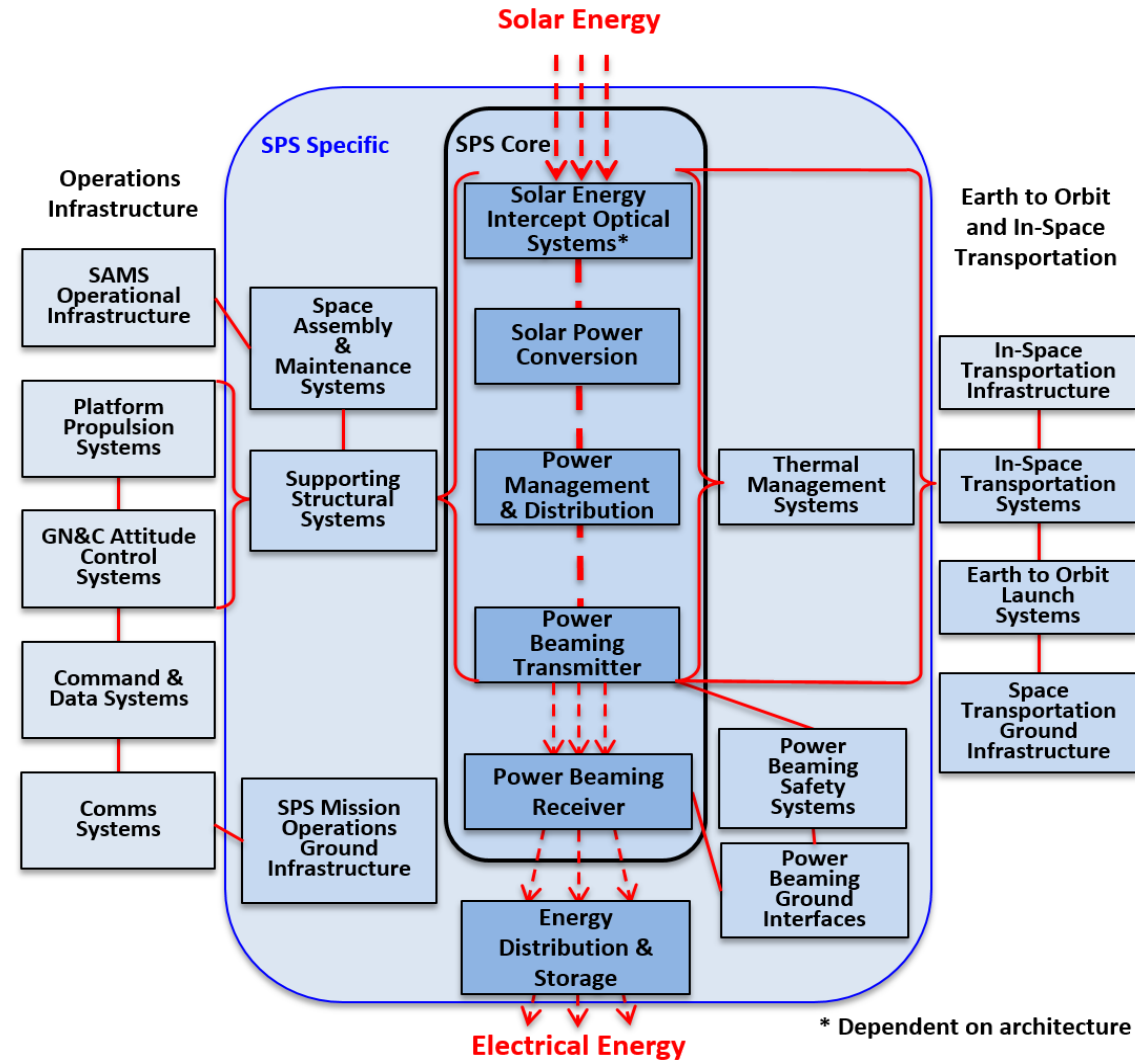 Solar Energy
SPS Specific
SPS Core
Operations
Infrastructure
SAMS
Operational
Infrastructure
Platform
Propulsion
Systems
GN&C Attitude
Control
Systems
Command &
Data Systems
Comms
Systems
Space
Assembly
&
Maintenance
Systems
Supporting
Structural
Systems
SPS Mission
Operations
Ground
Infrastructure
Solar Energy
Intercept Optical
Systems*
Solar Power
Conversion
Power
Management
& Distribution
Power
Beaming
Transmitter
Power Beaming
Receiver
Energy
Distribution &
Storage
Thermal
Management
Systems
Power
Beaming
Safety
Systems
Power
Beaming
Ground
Interfaces
Earth to Orbit
and In-Space
Transportation
In-Space
Transportation
Infrastructure
In-Space
Transportation
Systems
Earth to Orbit
Launch
Systems
Space
Transportation
Ground
Infrastructure
Electrical Energy
* Dependent on architecture